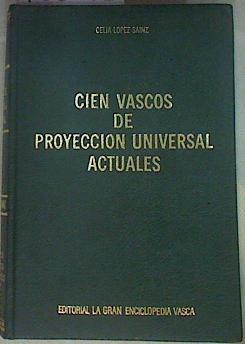 CELIA LOPEZ SAINZ
CIEN VASCOS
DE
PROYECCION UNIVERSAL
ACTUALES
EDITORIAL LA GRAN ENCICLOPEDIA VASCA